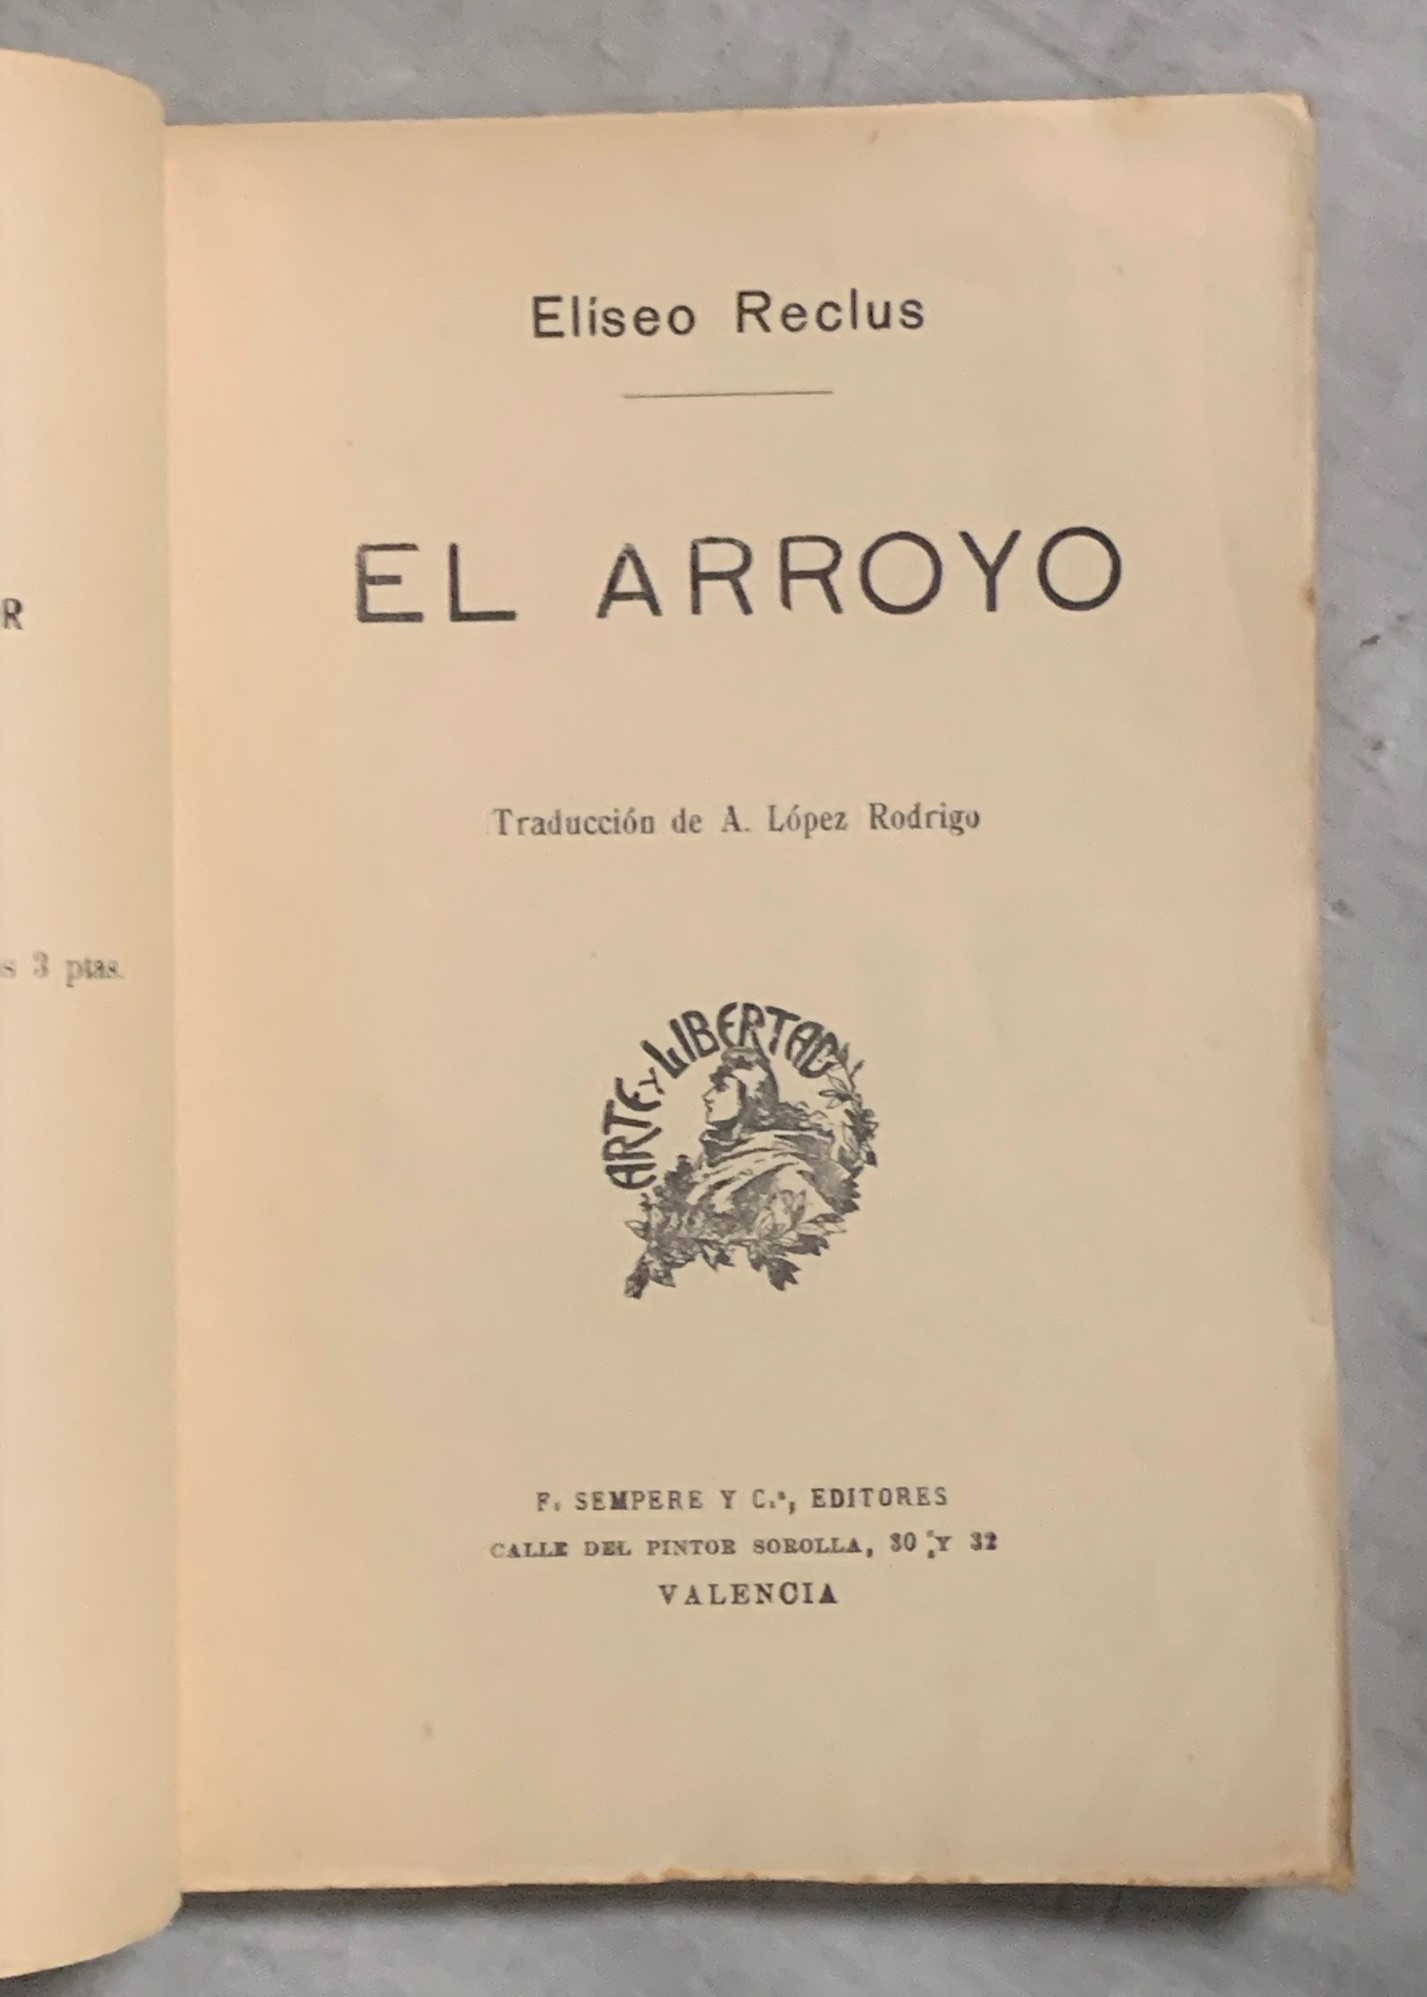 R
s 3 ptas.
Elíseo Reclus
EL ARROYO
Traducción de A. López Rodrigo
ARTE Y LIBERTAD
F. SEMPERE Y C.ª, EDITORES
CALLE DEL PINTOR SOROLLA, 30 Y 32
VALENCIA